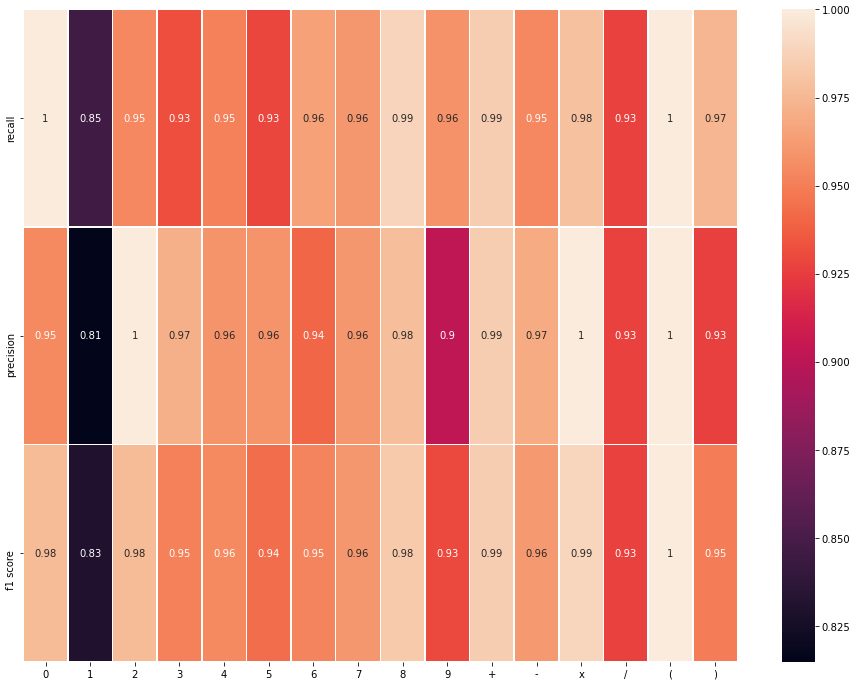 recall 1 0.85 0.95 0.93 0.95 0.93 0.96 0.96 0.99 0.96 0.99 0.95 0.98 0.93 1 0.97
precision 0.95 0.81 1 0.97 0.96 0.96 0.94 0.96 0.98 0.9 0.99 0.97 1 0.93 1 0.93
f1 score 0.98 0.83 0.98 0.95 0.96 0.94 0.95 0.96 0.98 0.93 0.99 0.96 0.99 0.93 1 0.95
0 1 2 3 4 5 6 7 8 9 + - x / ( )
1.000
0.975
0.950
0.925
0.900
0.875
0.850
0.825